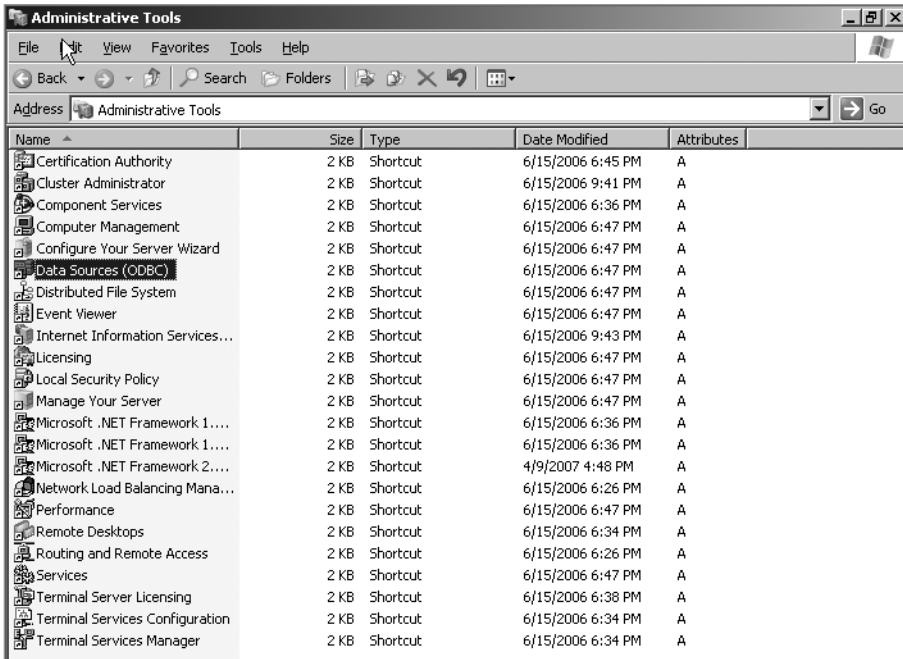 Administrative Tools
File Edit View Favorites Tools Help
Back Search Folders
Address Administrative Tools Go
Name Size Type Date Modified Attributes
Certification Authority 2 KB Shortcut 6/15/2006 6:45 PM A
Cluster Administrator 2 KB Shortcut 6/15/2006 9:41 PM A
Component Services 2 KB Shortcut 6/15/2006 6:36 PM A
Computer Management 2 KB Shortcut 6/15/2006 6:47 PM A
Configure Your Server Wizard 2 KB Shortcut 6/15/2006 6:47 PM A
Data Sources (ODBC) 2 KB Shortcut 6/15/2006 6:47 PM A
Distributed File System 2 KB Shortcut 6/15/2006 6:47 PM A
Event Viewer 2 KB Shortcut 6/15/2006 6:47 PM A
Internet Information Services... 2 KB Shortcut 6/15/2006 9:43 PM A
Licensing 2 KB Shortcut 6/15/2006 6:47 PM A
Local Security Policy 2 KB Shortcut 6/15/2006 6:47 PM A
Manage Your Server 2 KB Shortcut 6/15/2006 6:47 PM A
Microsoft .NET Framework 1.... 2 KB Shortcut 6/15/2006 6:36 PM A
Microsoft .NET Framework 1.... 2 KB Shortcut 6/15/2006 6:36 PM A
Microsoft .NET Framework 2.... 2 KB Shortcut 4/9/2007 4:48 PM A
Network Load Balancing Mana... 2 KB Shortcut 6/15/2006 6:26 PM A
Performance 2 KB Shortcut 6/15/2006 6:47 PM A
Remote Desktops 2 KB Shortcut 6/15/2006 6:34 PM A
Routing and Remote Access 2 KB Shortcut 6/15/2006 6:26 PM A
Services 2 KB Shortcut 6/15/2006 6:47 PM A
Terminal Server Licensing 2 KB Shortcut 6/15/2006 6:38 PM A
Terminal Services Configuration 2 KB Shortcut 6/15/2006 6:34 PM A
Terminal Services Manager 2 KB Shortcut 6/15/2006 6:34 PM A